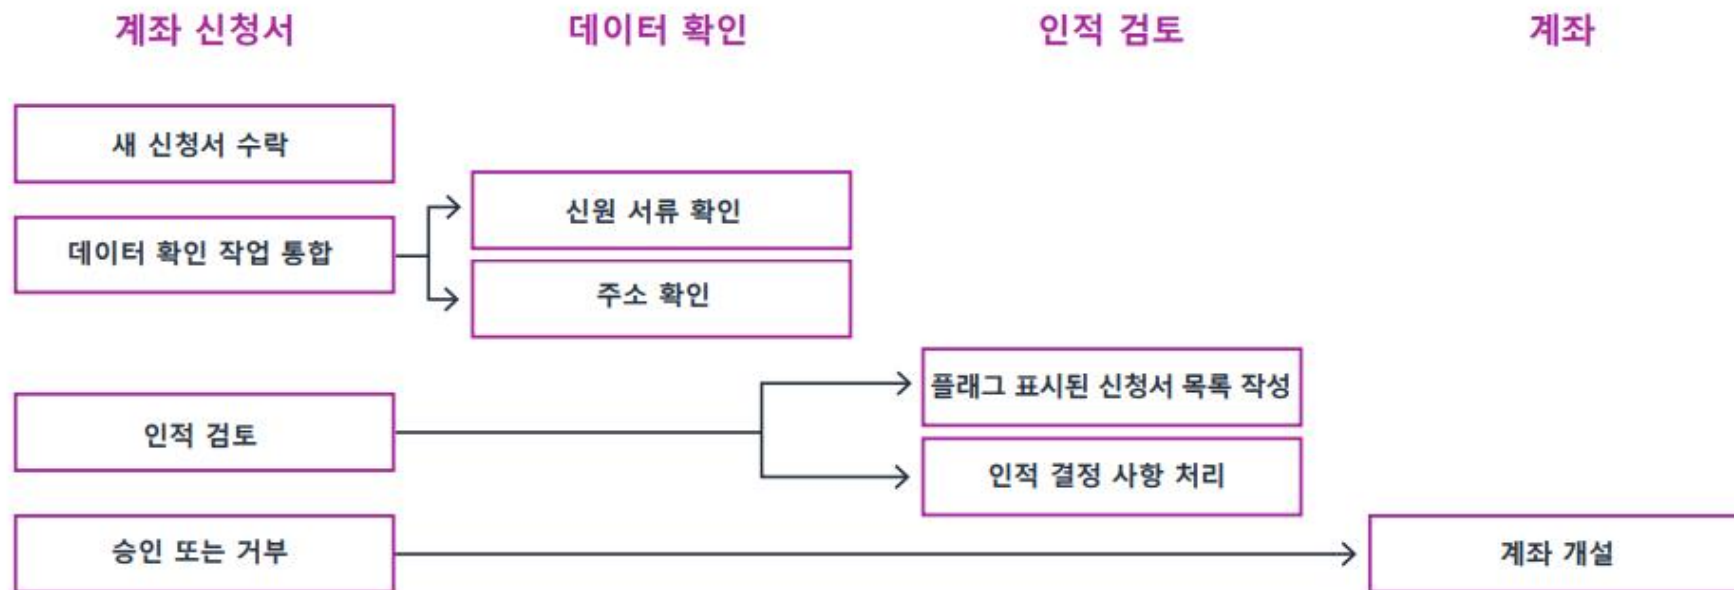 계좌 신청서
데이터 확인
인적 검토
계좌
새 신청서 수락
데이터 확인 작업 통합
신원 서류 확인
주소 확인
인적 검토
플래그 표시된 신청서 목록 작성
인적 결정 사항 처리
승인 또는 거부
계좌 개설